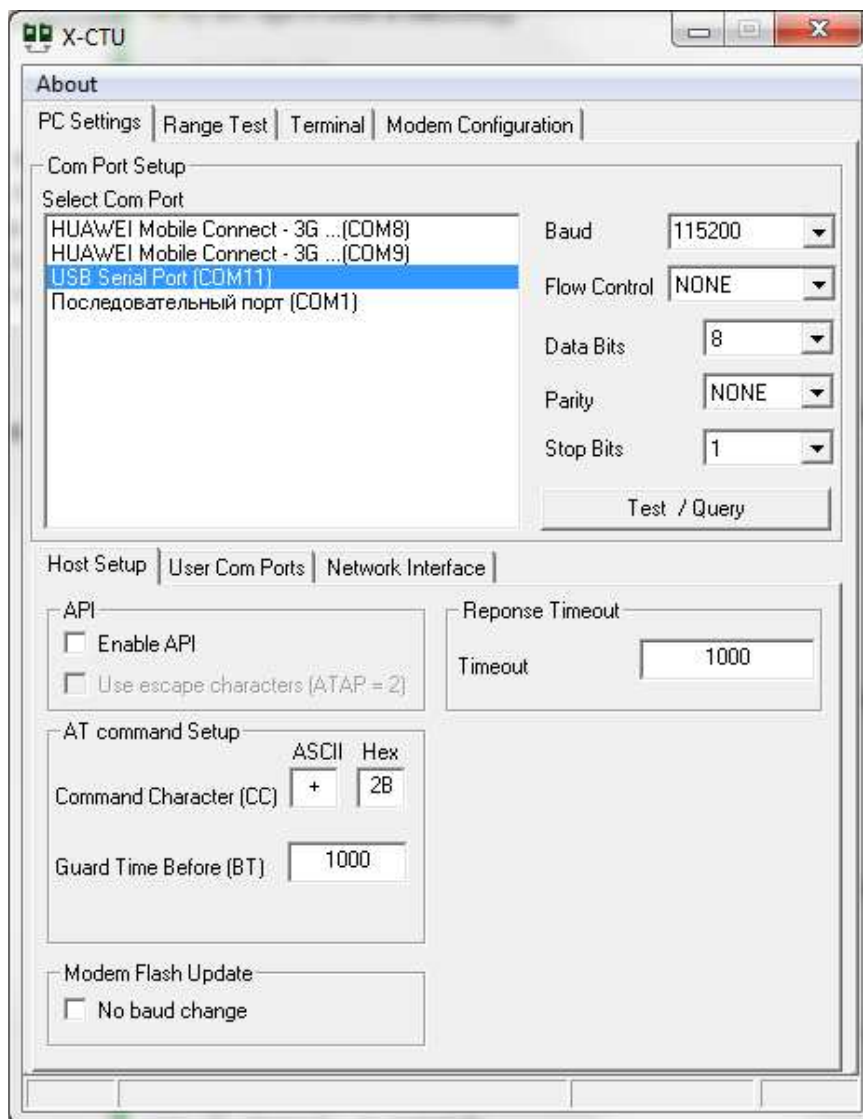 X-CTU
About
PC Settings Range Test Terminal Modem Configuration
Com Port Setup
Select Com Port
HUAWEI Mobile Connect - 3G ...(COM8)
HUAWEI Mobile Connect - 3G ...(COM9)
USB Serial Port (COM11)
Последовательный порт (COM1)
Baud 115200
Flow Control NONE
Data Bits 8
Parity NONE
Stop Bits 1
Test / Query
Host Setup User Com Ports Network Interface
API
Enable API
Use escape characters (ATAP = 2)
Reponse Timeout
Timeout 1000
AT command Setup
ASCII Hex
Command Character (CC) + 2B
Guard Time Before (BT) 1000
Modem Flash Update
No baud change